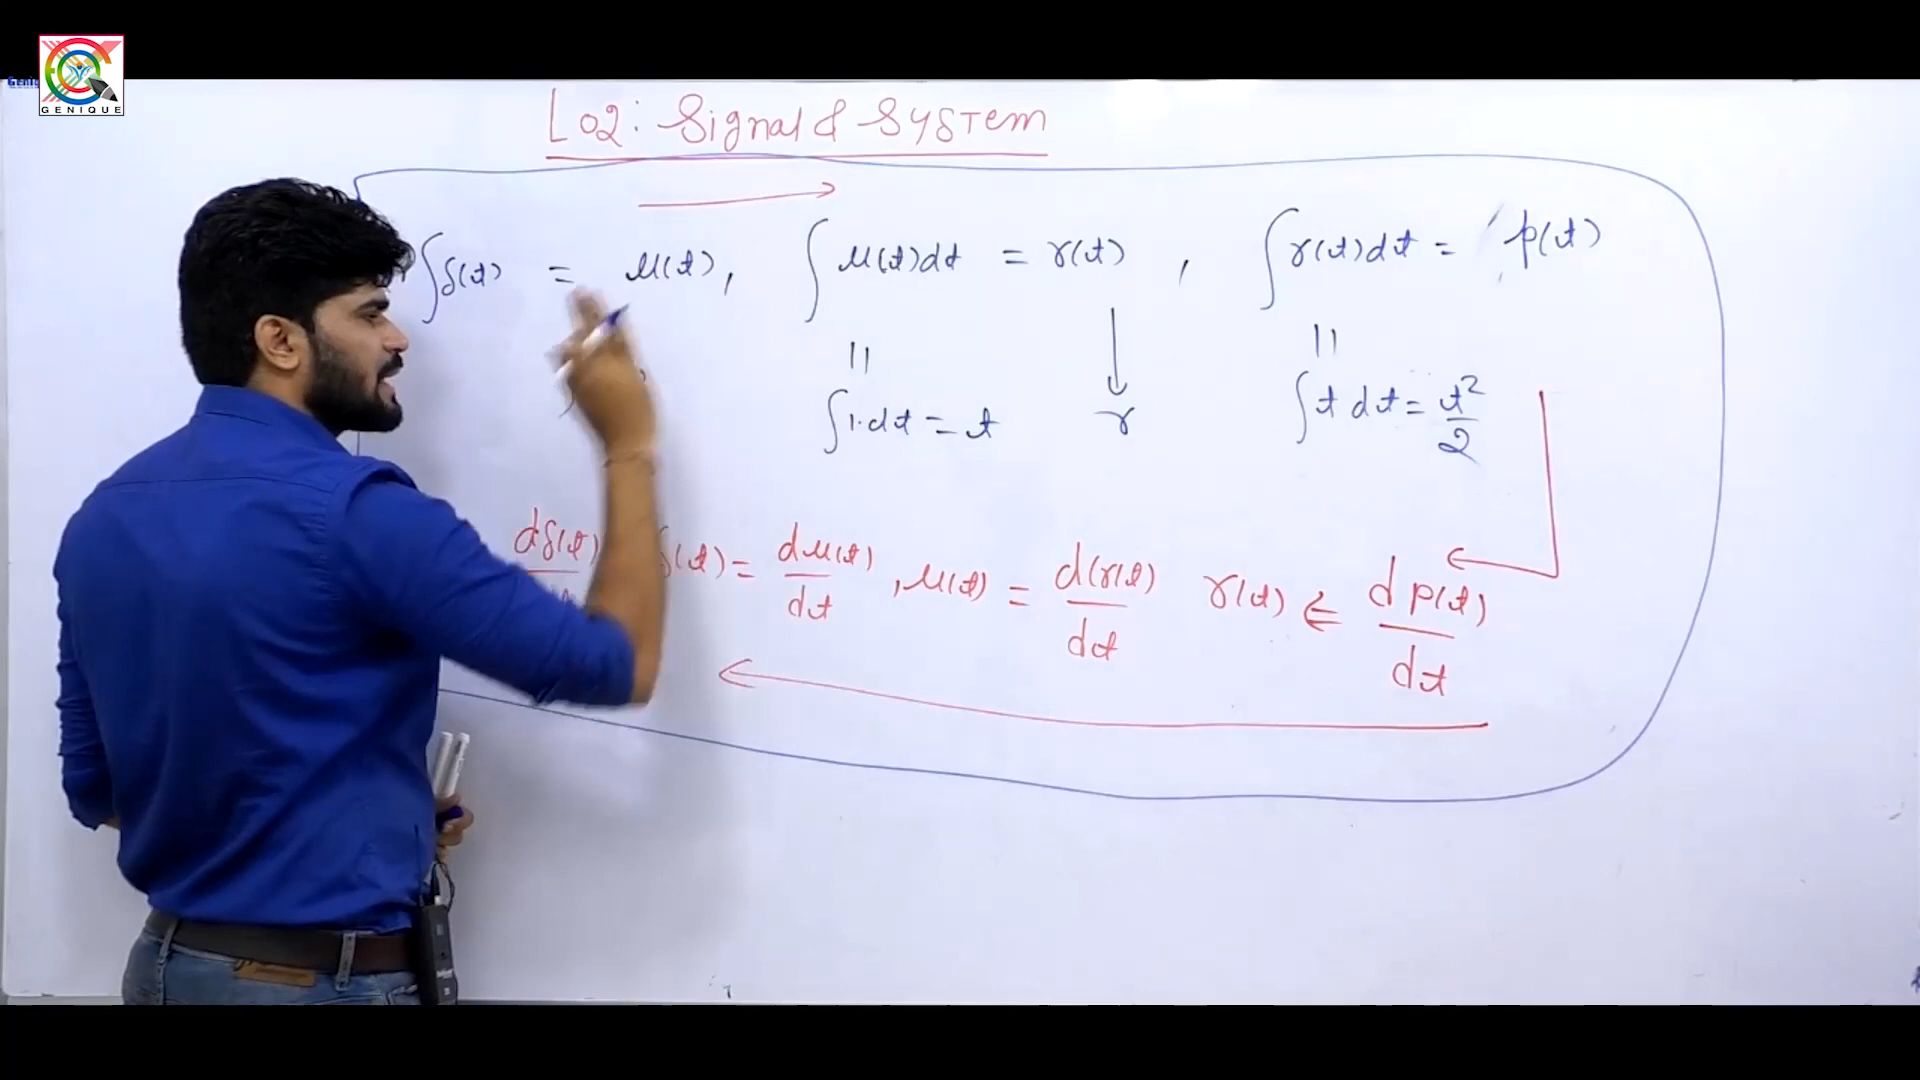 GENIQUE
L02: Signal & System
∫δ(t) = u(t), ∫u(t)dt = r(t) , ∫r(t)dt = p(t)
|| ↓ ||
∫1.dt = t r ∫t dt = t²/2
dδ(t) δ(t) = du(t)/dt , u(t) = d(r(t)/dt r(t) ⇐ d p(t)/dt